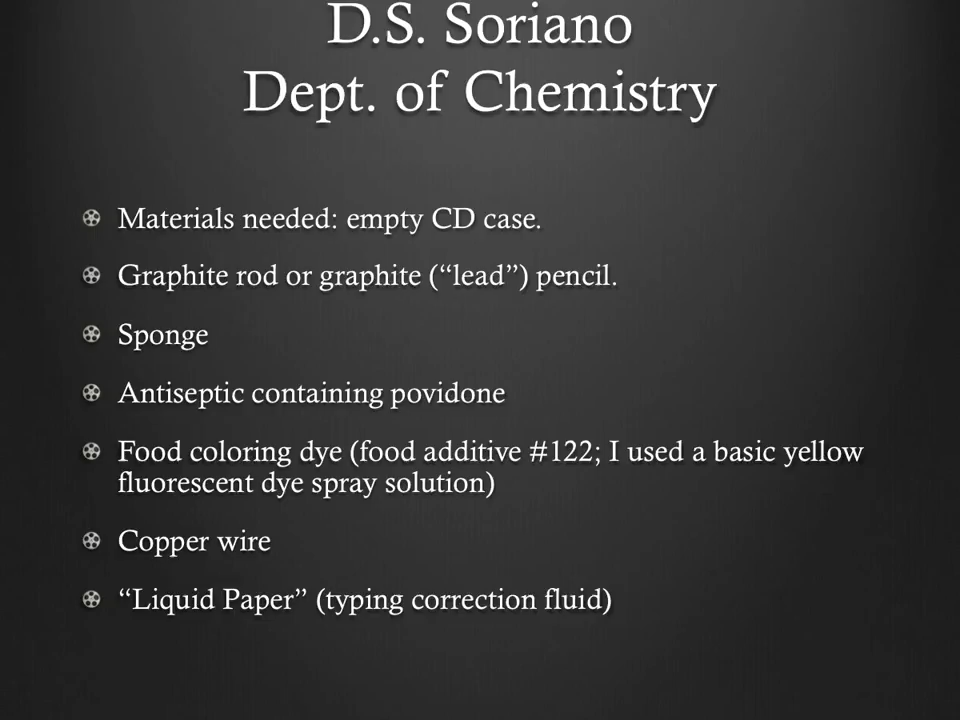 D.S. Soriano
Dept. of Chemistry
Materials needed: empty CD case.
Graphite rod or graphite (“lead”) pencil.
Sponge
Antiseptic containing povidone
Food coloring dye (food additive #122; I used a basic yellow
fluorescent dye spray solution)
Copper wire
“Liquid Paper” (typing correction fluid)